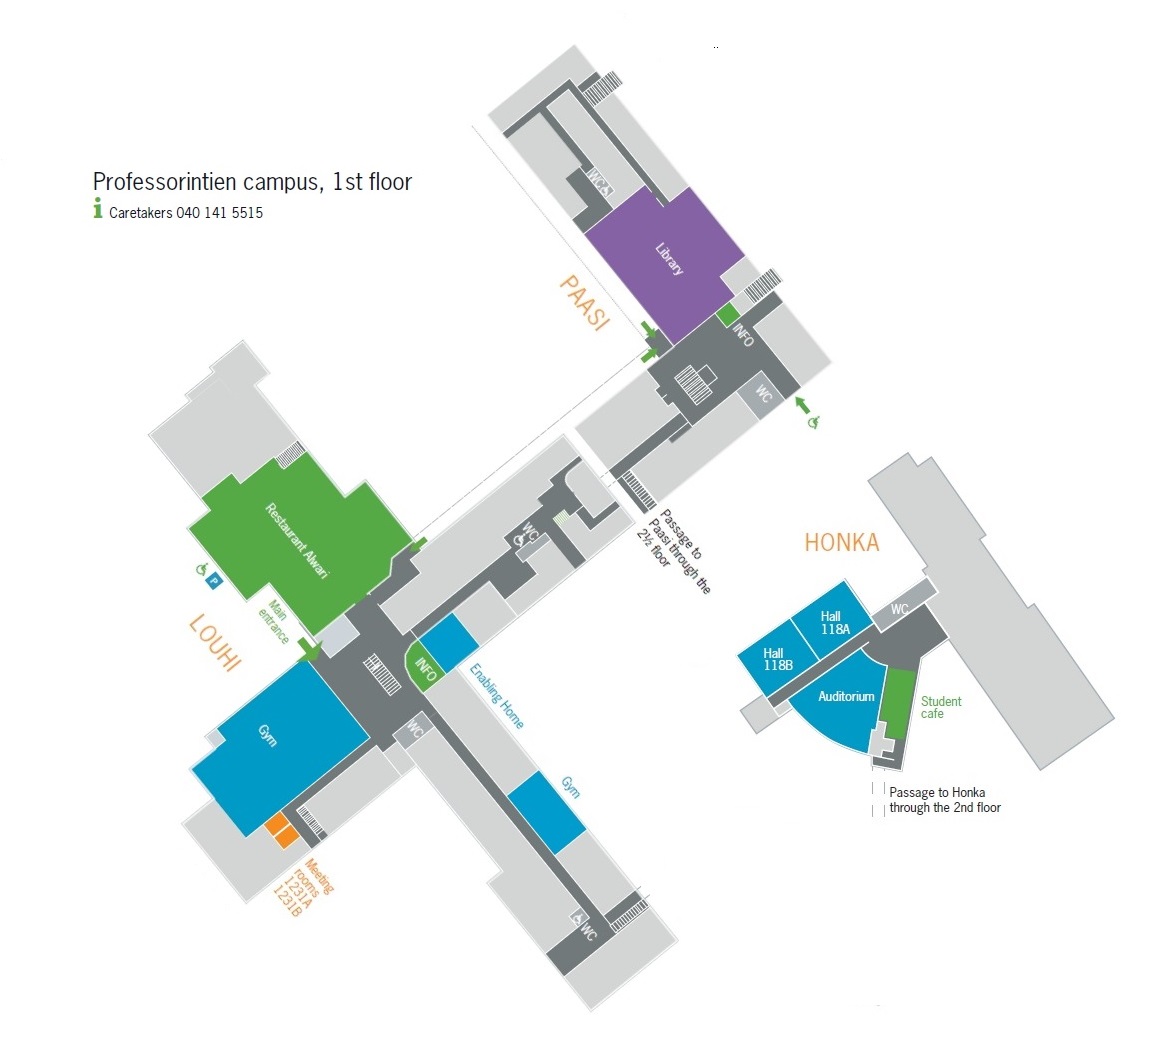 Professorintien campus, 1st floor
i Caretakers 040 141 5515
WC
Library
PAASI
INFO
WC
Restaurant Alwari
P
Main
entrance
LOUHI
WC
Passage to
Paasi through the
2½ floor
INFO
Enabling Home
Gym
WC
Gym
Meeting
rooms
1231A
1231B
WC
HONKA
WC
Hall
118A
Hall
118B
Auditorium
Student
cafe
Passage to Honka
through the 2nd floor